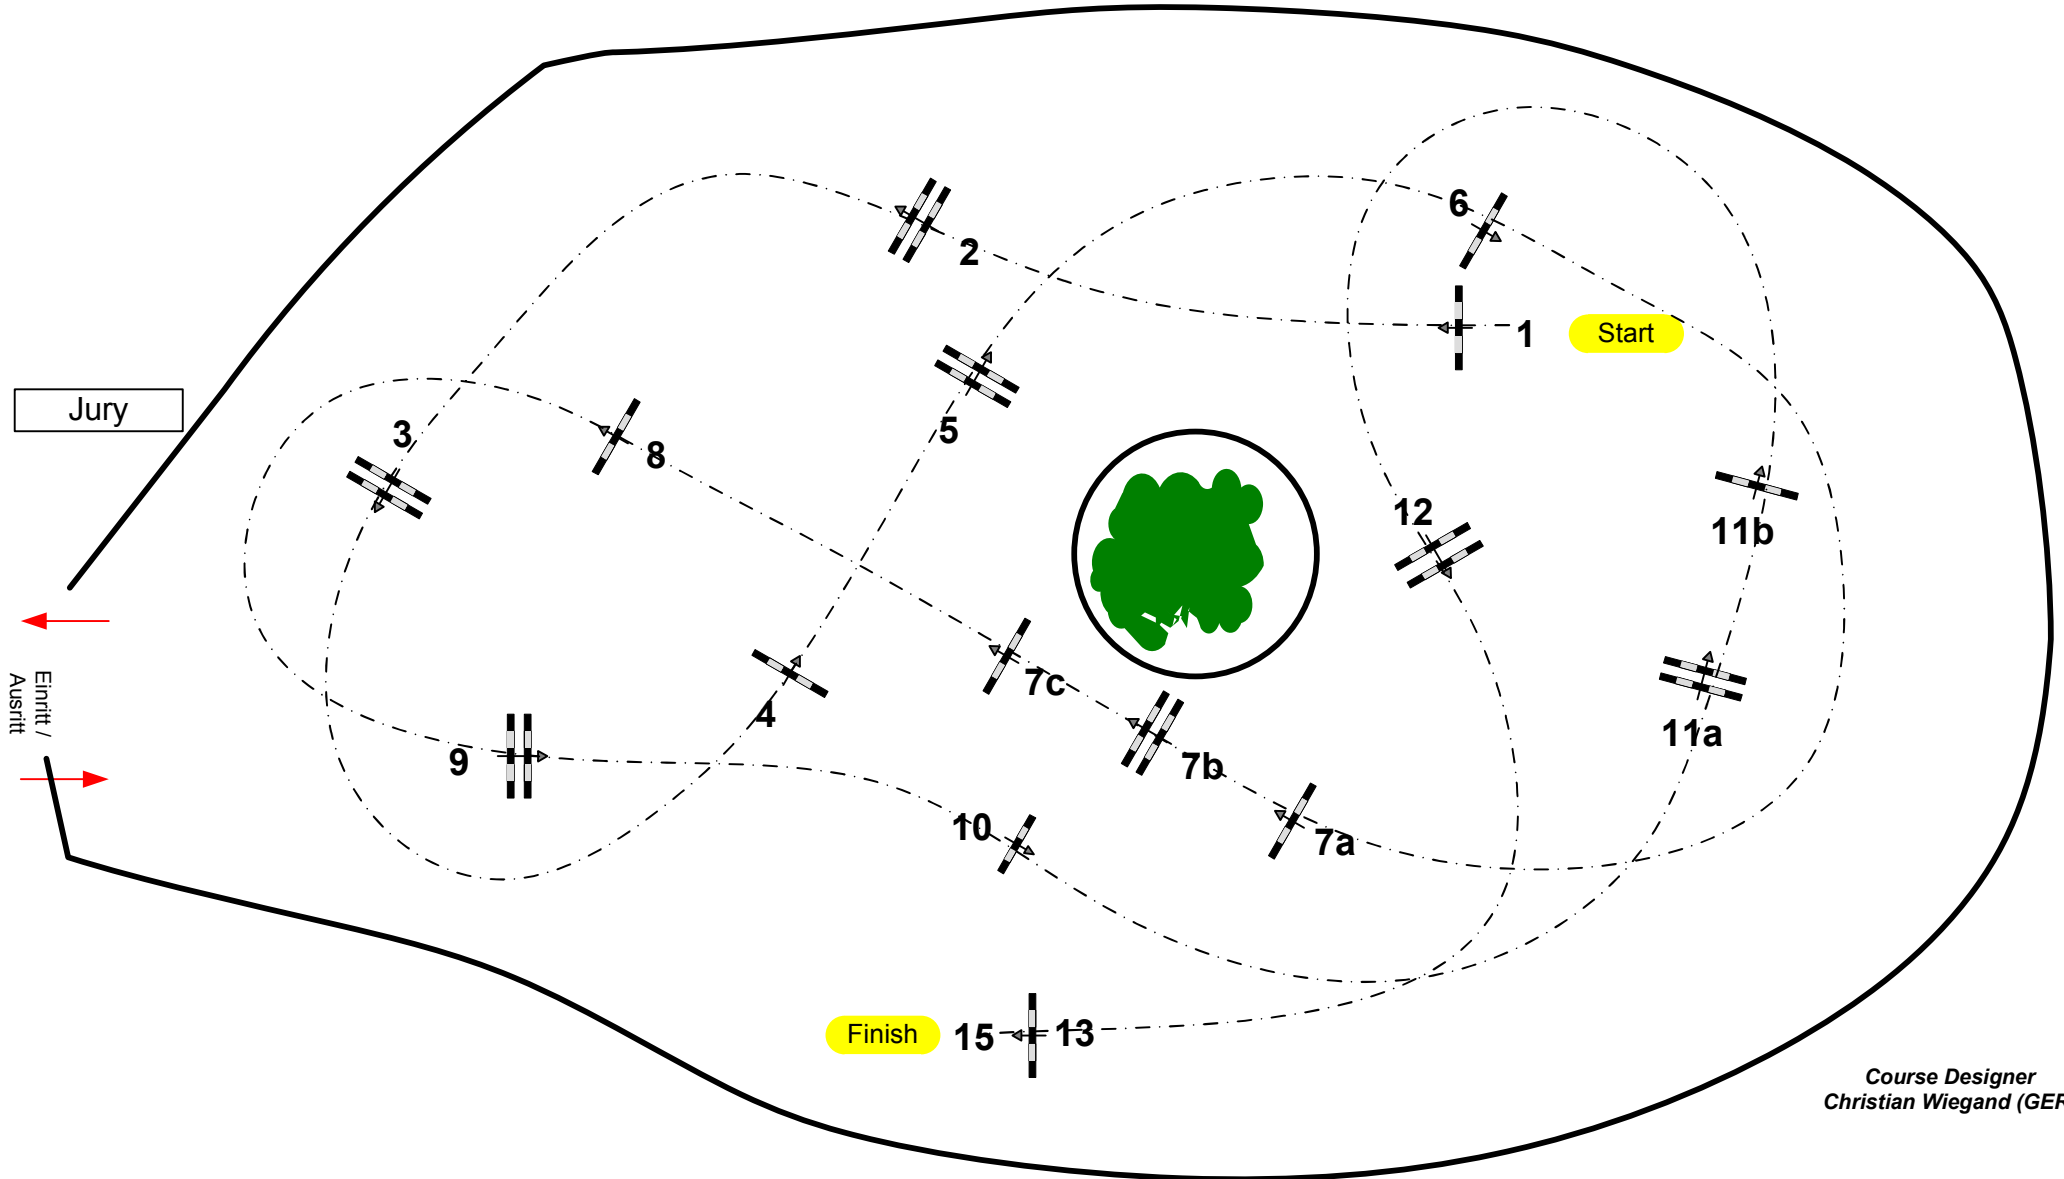 6
2
1
Start
Jury
5
3
8
12
11b
7c
Einritt /
Ausritt
4
11a
9
7b
10
7a
Finish
15
13
Course Designer
Christian Wiegand (GER